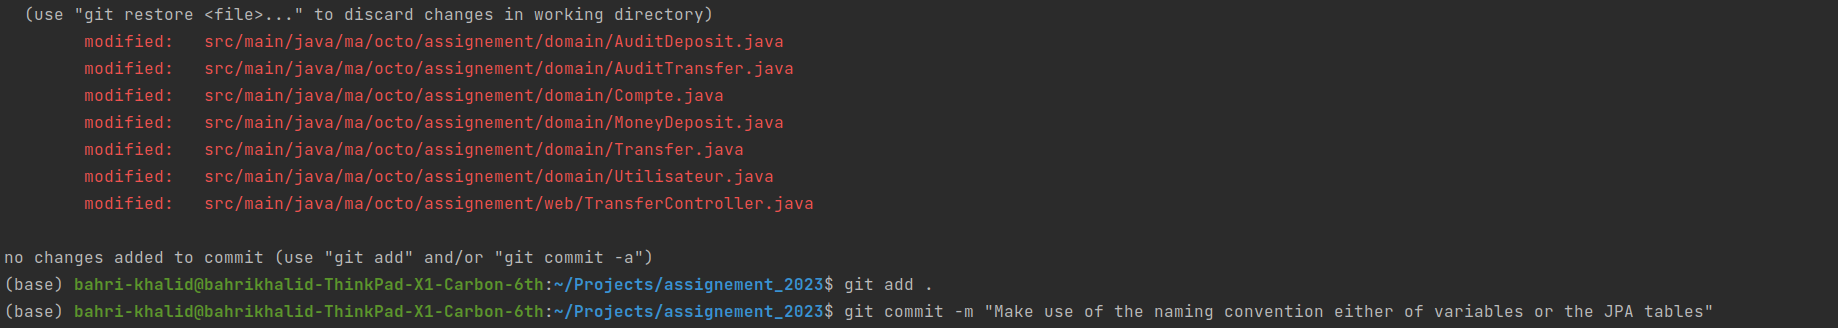 (use "git restore <file>..." to discard changes in working directory)
modified:   src/main/java/ma/octo/assignement/domain/AuditDeposit.java
modified:   src/main/java/ma/octo/assignement/domain/AuditTransfer.java
modified:   src/main/java/ma/octo/assignement/domain/Compte.java
modified:   src/main/java/ma/octo/assignement/domain/MoneyDeposit.java
modified:   src/main/java/ma/octo/assignement/domain/Transfer.java
modified:   src/main/java/ma/octo/assignement/domain/Utilisateur.java
modified:   src/main/java/ma/octo/assignement/web/TransferController.java
no changes added to commit (use "git add" and/or "git commit -a")
(base) bahri-khalid@bahrikhalid-ThinkPad-X1-Carbon-6th:~/Projects/assignement_2023$ git add .
(base) bahri-khalid@bahrikhalid-ThinkPad-X1-Carbon-6th:~/Projects/assignement_2023$ git commit -m "Make use of the naming convention either of variables or the JPA tables"